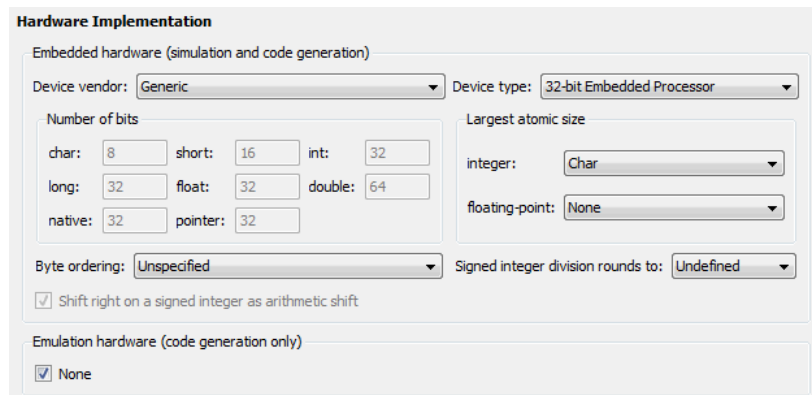 Hardware Implementation
Embedded hardware (simulation and code generation)
Device vendor: Generic Device type: 32-bit Embedded Processor
Number of bits Largest atomic size
char: 8 short: 16 int: 32
integer: Char
long: 32 float: 32 double: 64
floating-point: None
native: 32 pointer: 32
Byte ordering: Unspecified Signed integer division rounds to: Undefined
Shift right on a signed integer as arithmetic shift
Emulation hardware (code generation only)
None